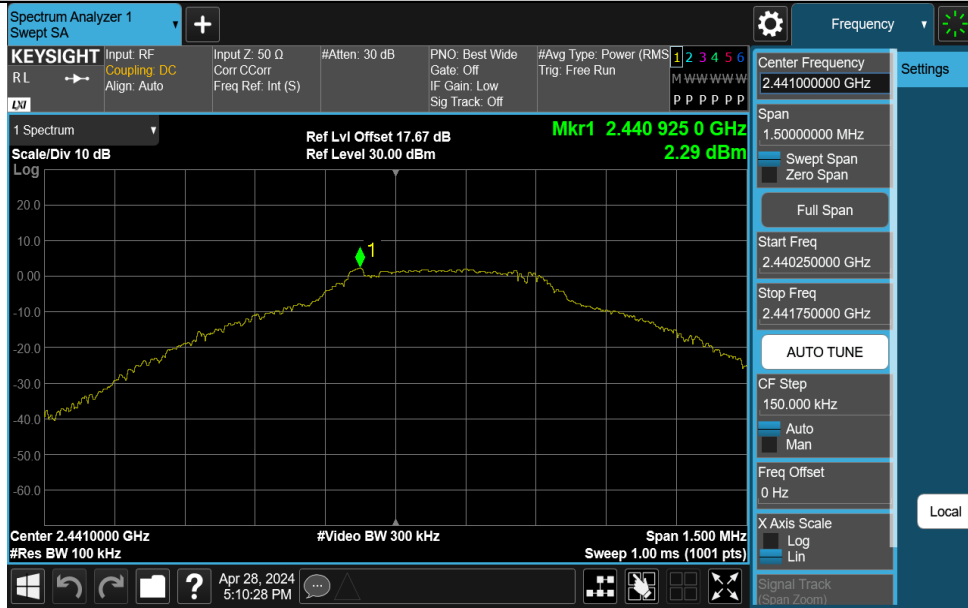 Spectrum Analyzer 1
Swept SA
+
Frequency
KEYSIGHT
RL
LXI
Input: RF
Coupling: DC
Align: Auto
Input Z: 50 Ω
Corr CCorr
Freq Ref: Int (S)
#Atten: 30 dB
PNO: Best Wide
Gate: Off
IF Gain: Low
Sig Track: Off
#Avg Type: Power (RMS
Trig: Free Run
1 2 3 4 5 6
M W W W W W
P P P P P P
1 Spectrum
Scale/Div 10 dB
Log
Ref Lvl Offset 17.67 dB
Ref Level 30.00 dBm
Mkr1 2.440 925 0 GHz
2.29 dBm
20.0
10.0
0.00
-10.0
-20.0
-30.0
-40.0
-50.0
-60.0
1
Center 2.4410000 GHz
#Res BW 100 kHz
#Video BW 300 kHz
Span 1.500 MHz
Sweep 1.00 ms (1001 pts)
Center Frequency
2.441000000 GHz
Settings
Span
1.50000000 MHz
Swept Span
Zero Span
Full Span
Start Freq
2.440250000 GHz
Stop Freq
2.441750000 GHz
AUTO TUNE
CF Step
150.000 kHz
Auto
Man
Freq Offset
0 Hz
Local
X Axis Scale
Log
Lin
Signal Track
(Span Zoom)
?
Apr 28, 2024
5:10:28 PM